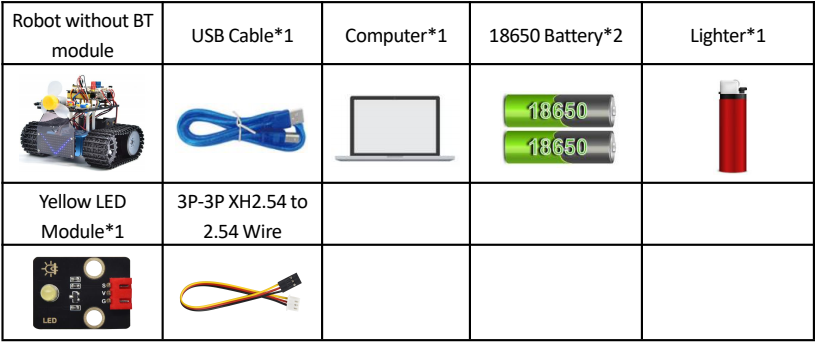 Robot without BT
module
USB Cable*1
Computer*1
18650 Battery*2
Lighter*1
18650
18650
Yellow LED
Module*1
3P-3P XH2.54 to
2.54 Wire
S
V
G
LED